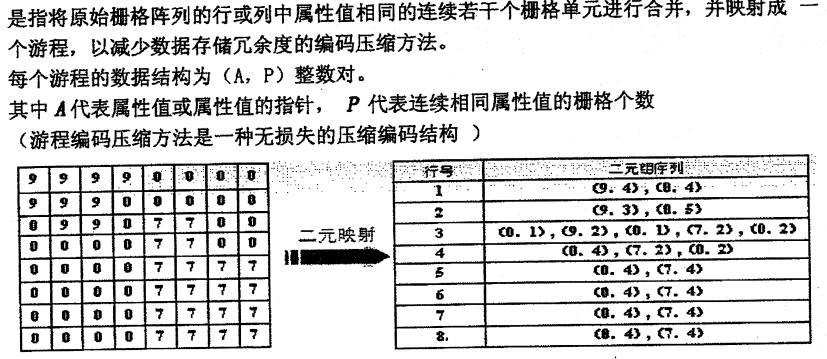 是指将原始栅格阵列的行或列中属性值相同的连续若干个栅格单元进行合并，并映射成 一
个游程，以减少数据存储冗余度的编码压缩方法。
每个游程的数据结构为（A，P）整数对。
其中 A代表属性值或属性值的指针， P 代表连续相同属性值的栅格个数
（游程编码压缩方法是一种无损失的压缩编码结构 ）
9 9 9 9 0 0 0 0
9 9 9 0 0 0 0 0
0 9 9 0 7 7 0 0
0 0 0 0 7 7 0 0
0 0 0 0 7 7 7 7
0 0 0 0 7 7 7 7
0 0 0 0 7 7 7 7
0 0 0 0 7 7 7 7
二元映射
行号 二元组序列
1 (9. 4), (0. 4)
2 (9. 3), (0. 5)
3 (0. 1), (9. 2), (0. 1), (7. 2), (0. 2)
4 (0. 4), (7. 2), (0. 2)
5 (0. 4), (7. 4)
6 (0. 4), (7. 4)
7 (0. 4), (7. 4)
8. (0. 4), (7. 4)